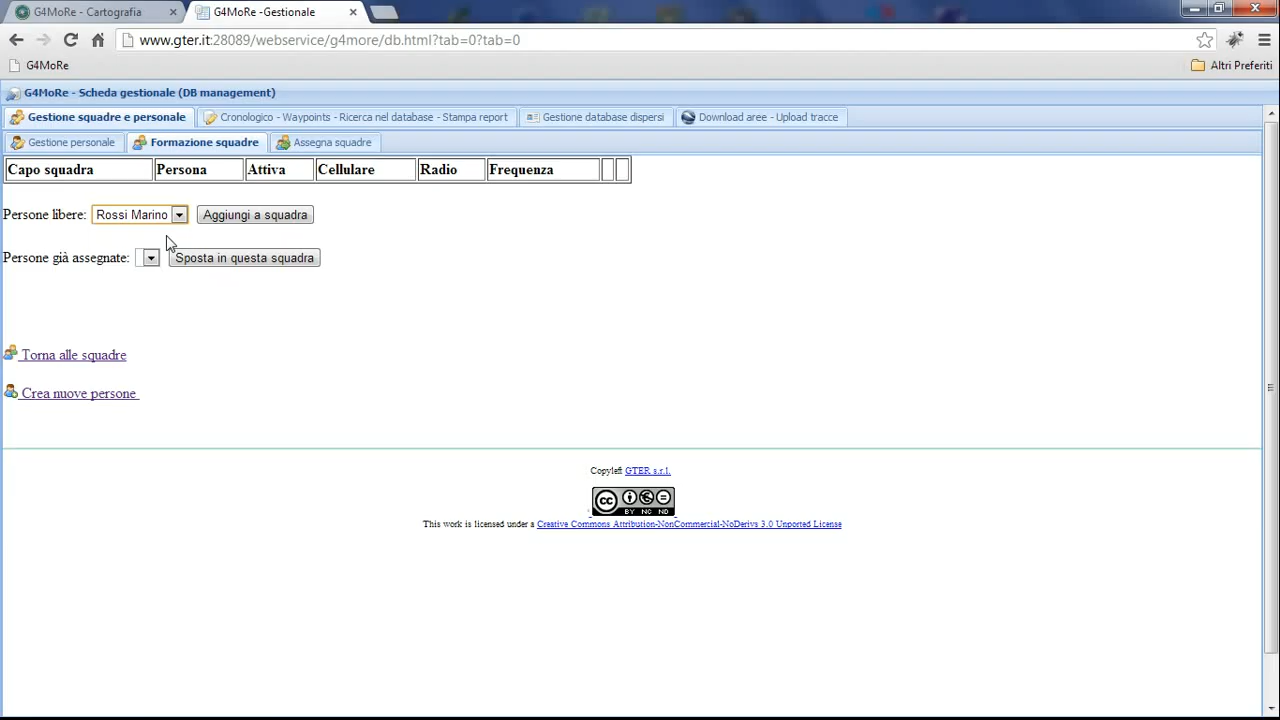 G4MoRe - Cartografia
G4MoRe -Gestionale
www.gter.it:28089/webservice/g4more/db.html?tab=0?tab=0
G4MoRe
Altri Preferiti
G4MoRe - Scheda gestionale (DB management)
Gestione squadre e personale
Cronologico - Waypoints - Ricerca nel database - Stampa report
Gestione database dispersi
Download aree - Upload tracce
Gestione personale
Formazione squadre
Assegna squadre
Capo squadra Persona Attiva Cellulare Radio Frequenza
Persone libere: Rossi Marino Aggiungi a squadra
Persone già assegnate: Sposta in questa squadra
Torna alle squadre
Crea nuove persone
Copyleft GTER s.r.l.
cc BY NC ND
This work is licensed under a Creative Commons Attribution-NonCommercial-NoDerivs 3.0 Unported License